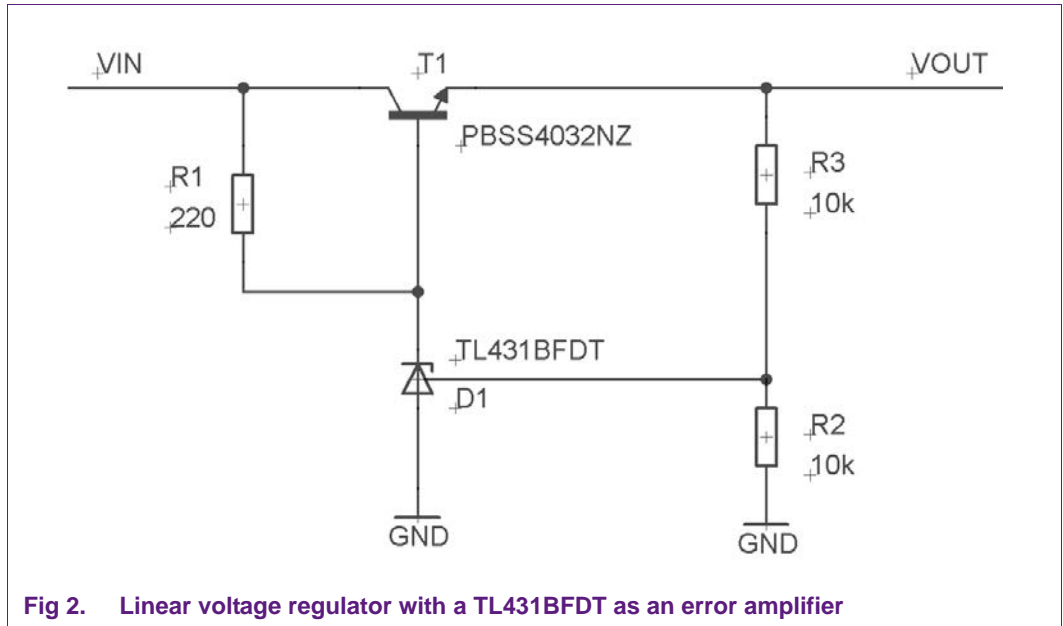 VIN
T1
VOUT
PBSS4032NZ
R1
220
R3
10k
TL431BFDT
D1
R2
10k
GND
GND
Fig 2. Linear voltage regulator with a TL431BFDT as an error amplifier